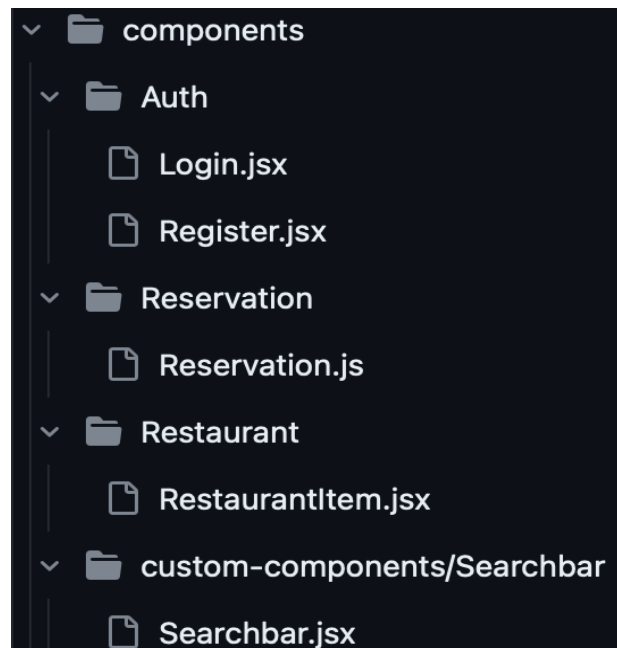 components
Auth
Login.jsx
Register.jsx
Reservation
Reservation.js
Restaurant
RestaurantItem.jsx
custom-components/Searchbar
Searchbar.jsx